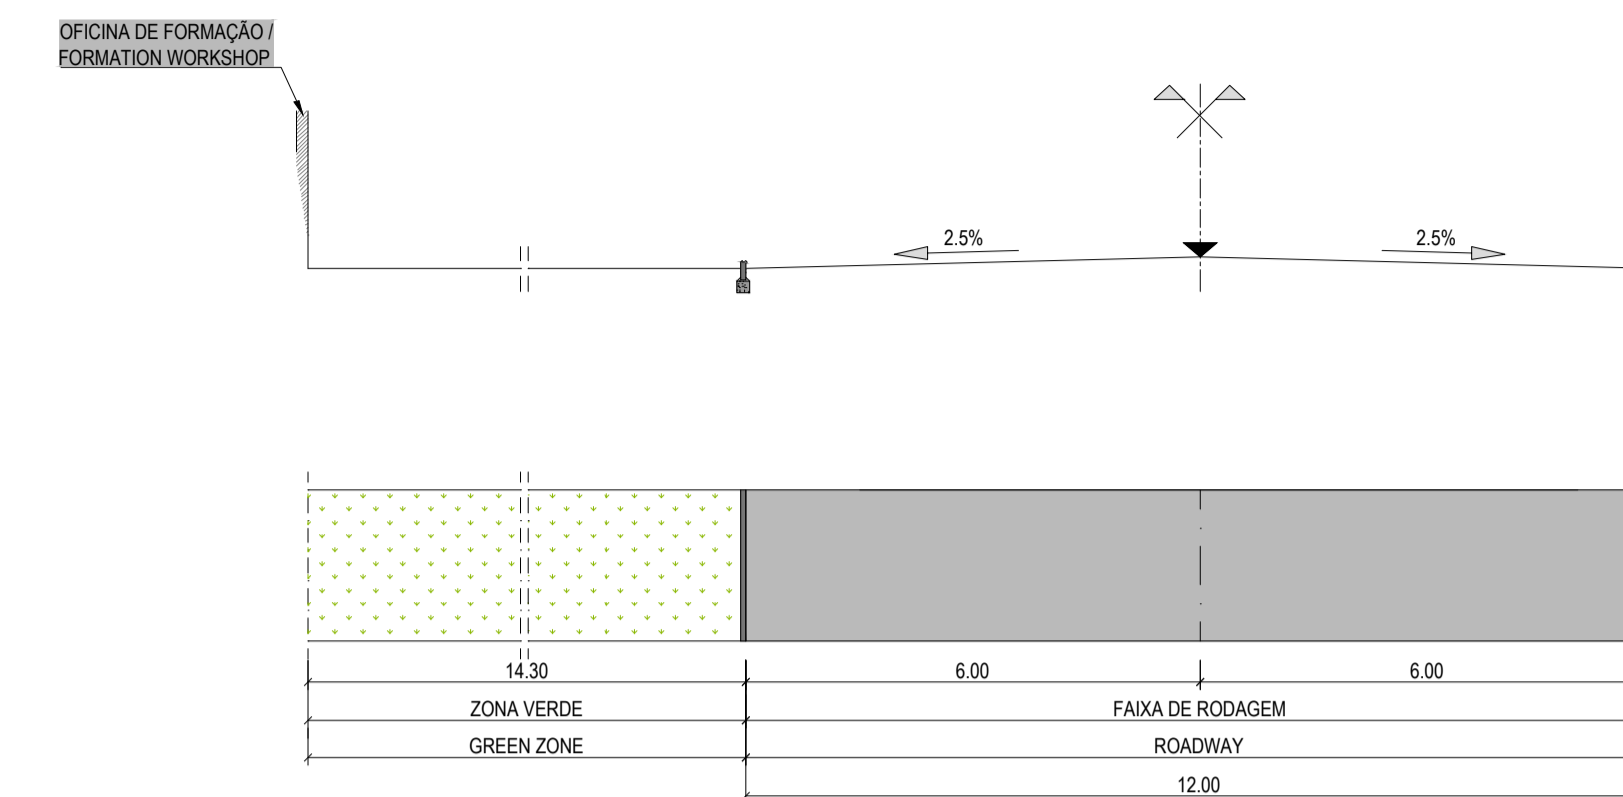 OFICINA DE FORMAÇÃO /
FORMATION WORKSHOP
2.5%
2.5%
14.30
6.00
6.00
ZONA VERDE
FAIXA DE RODAGEM
GREEN ZONE
ROADWAY
12.00